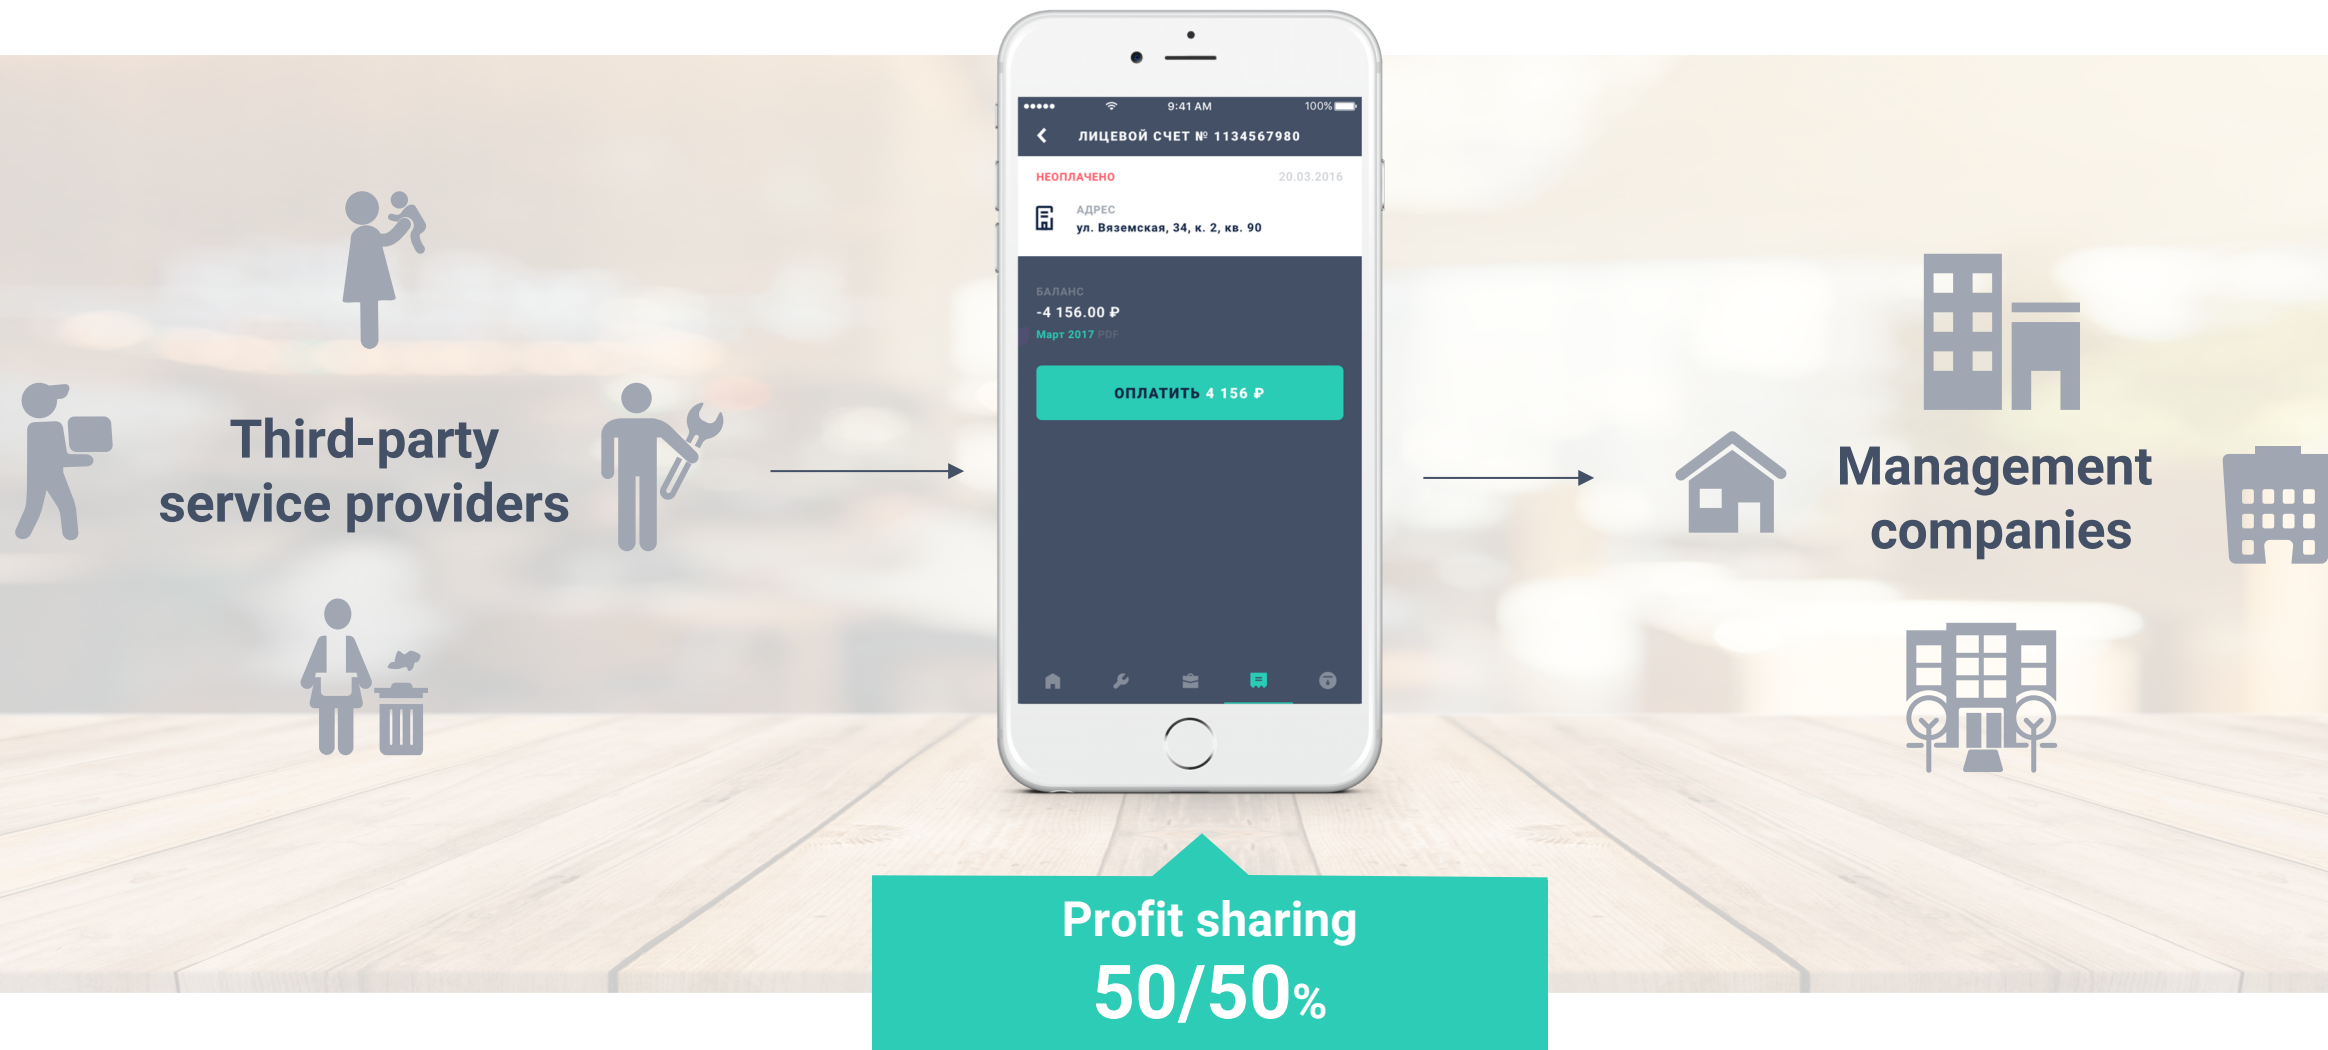 9:41 AM
100%
ЛИЦЕВОЙ СЧЕТ № 1134567980
НЕОПЛАЧЕНО
20.03.2016
АДРЕС
ул. Вяземская, 34, к. 2, кв. 90
БАЛАНС
-4 156.00 ₽
Март 2017 PDF
ОПЛАТИТЬ 4 156 ₽
Third-party
service providers
Management
companies
Profit sharing
50/50%